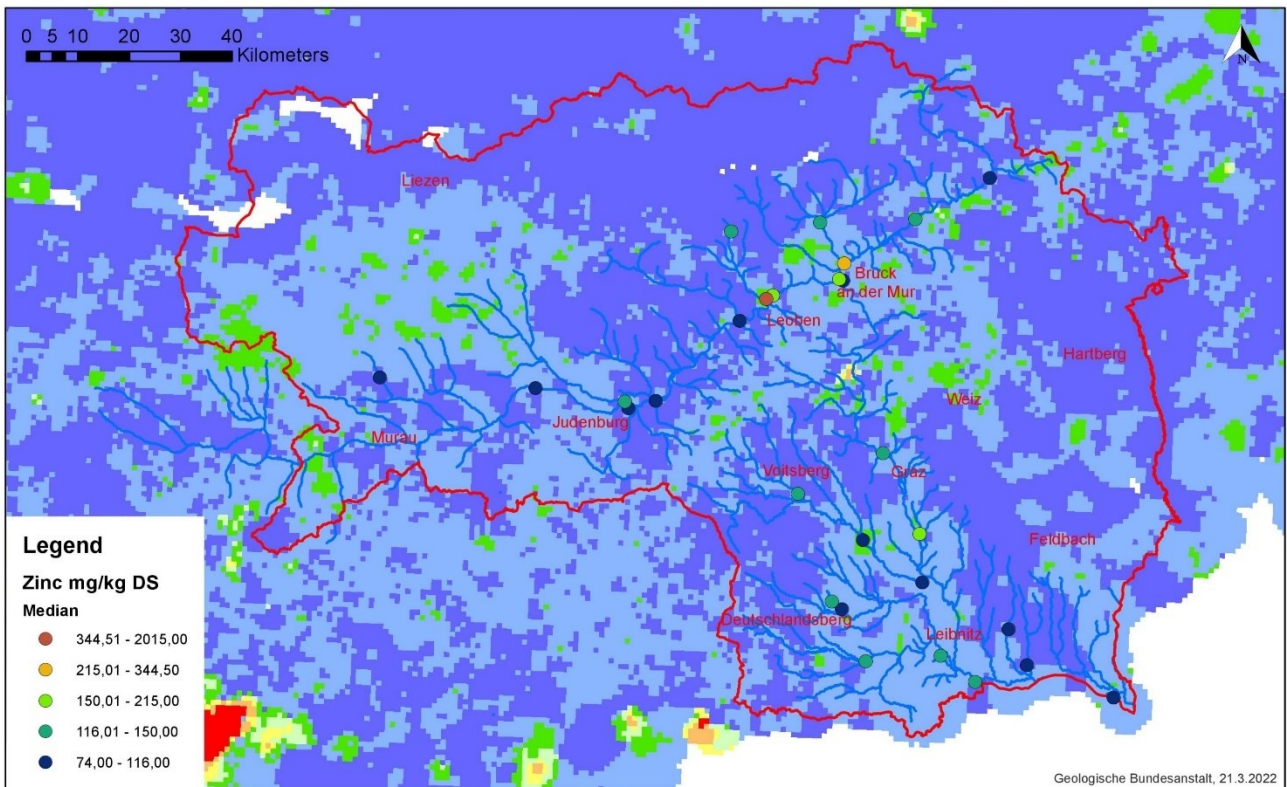 0 5 10 20 30 40
Kilometers
N
Liezen
Bruck
an der Mur
Leoben
Hartberg
Weiz
Judenburg
Murau
Voitsberg
Graz
Feldbach
Deutschlandsberg
Leibnitz
Legend
Zinc mg/kg DS
Median
344,51 - 2015,00
215,01 - 344,50
150,01 - 215,00
116,01 - 150,00
74,00 - 116,00
Geologische Bundesanstalt, 21.3.2022